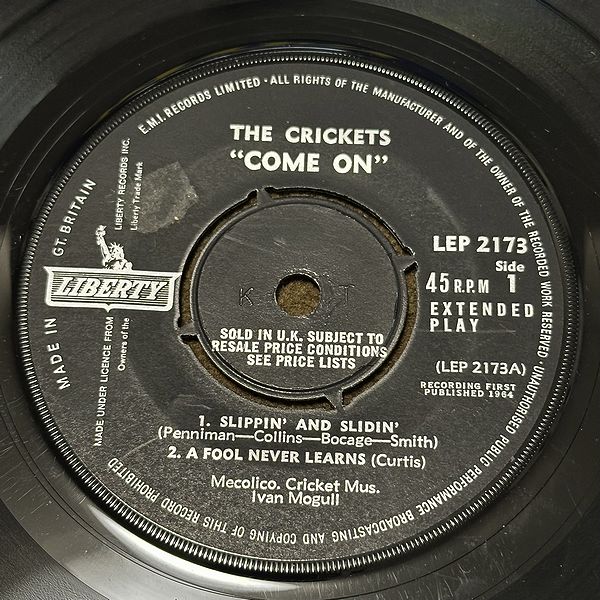 E.M.I. RECORDS LIMITED · ALL RIGHTS OF THE MANUFACTURER AND OF THE OWNER OF THE RECORDED WORK RESERVED · UNAUTHORISED PUBLIC PERFORMANCE BROADCASTING AND COPYING OF THIS RECORD PROHIBITED
MADE IN GT. BRITAIN
THE CRICKETS
"COME ON"
LIBERTY RECORDS INC.
Liberty Trade Mark
Owners of the
MADE UNDER LICENCE FROM
LIBERTY
LEP 2173
Side
1
45 R.P.M
EXTENDED
PLAY
(LEP 2173A)
RECORDING FIRST
PUBLISHED 1964
K T
SOLD IN U.K. SUBJECT TO
RESALE PRICE CONDITIONS
SEE PRICE LISTS
1. SLIPPIN' AND SLIDIN'
(Penniman—Collins—Bocage—Smith)
2. A FOOL NEVER LEARNS (Curtis)
Mecolico. Cricket Mus.
Ivan Mogull